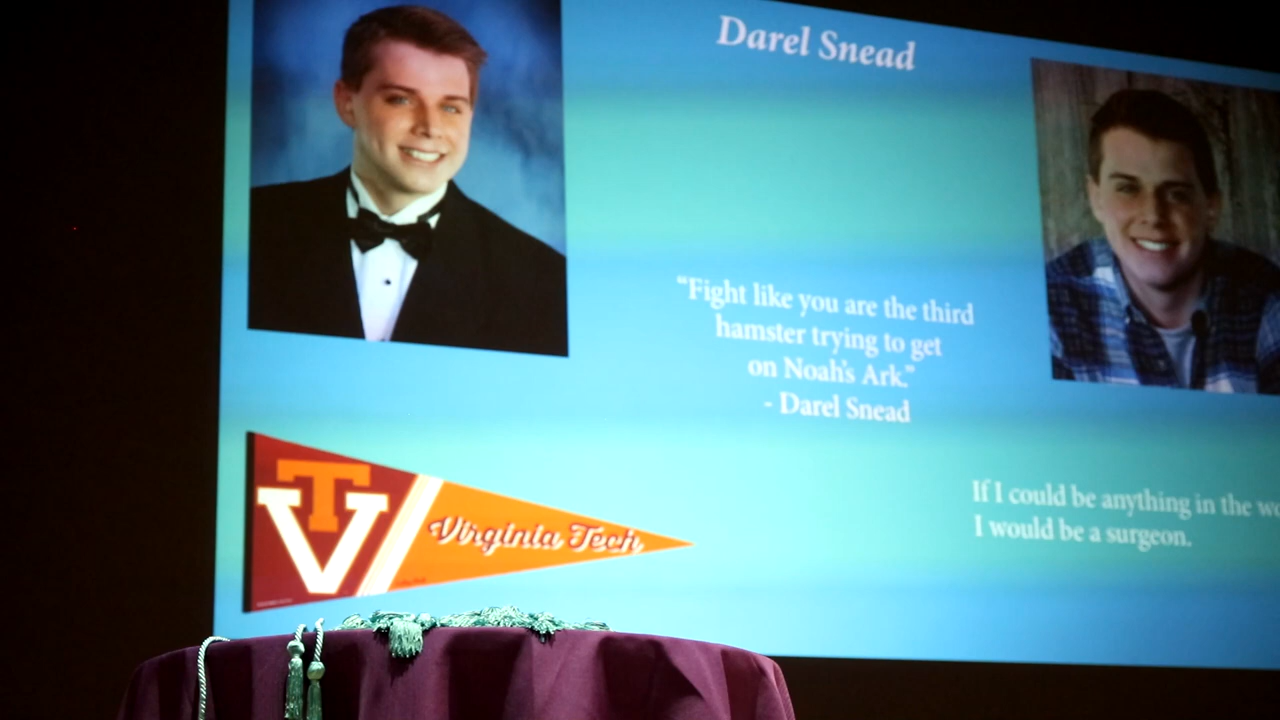 Darel Snead
"Fight like you are the third
hamster trying to get
on Noah's Ark."
- Darel Snead
VT
Virginia Tech
If I could be anything in the
I would be a surgeon.